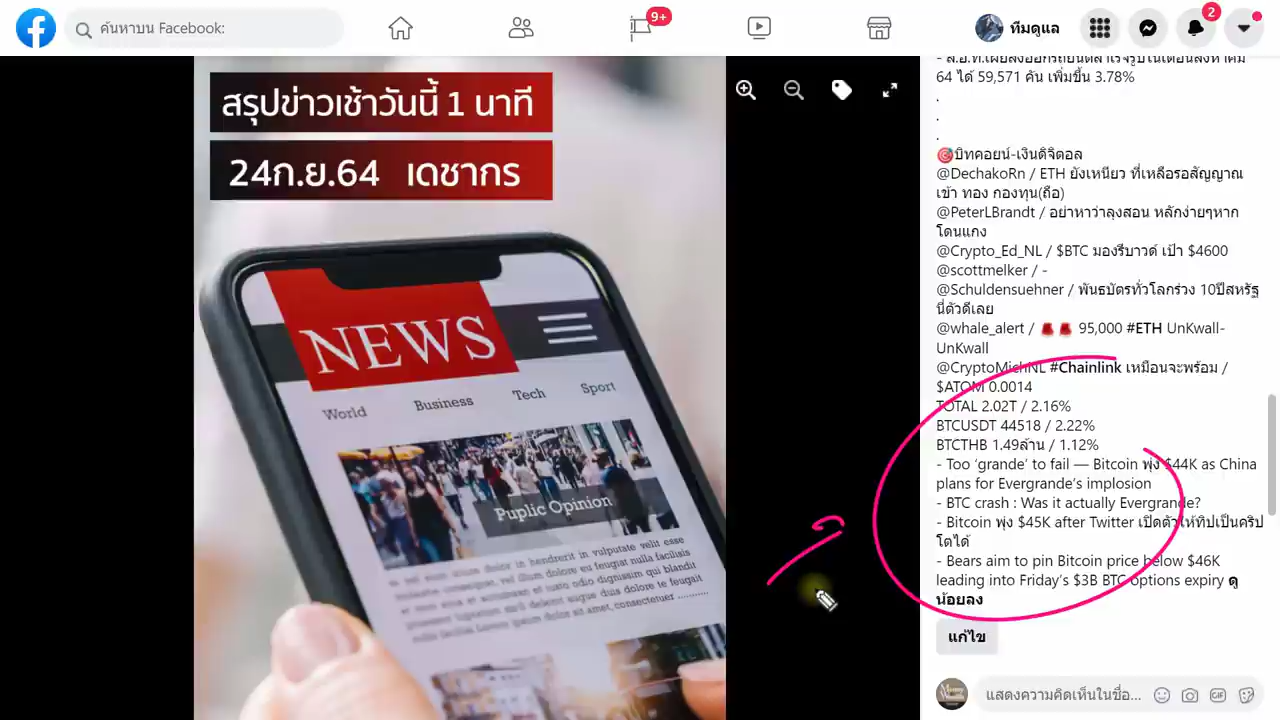 ค้นหาบน Facebook:
9+
ทีมดูแล
2
สรุปข่าวเช้าวันนี้ 1 นาที
24ก.ย.64 เดชากร
NEWS
World Business Tech Sport
Puplic Opinion
64 ได้ 59,571 คัน เพิ่มขึ้น 3.78%
.
.
.
🎯บิทคอยน์-เงินดิจิตอล
@DechakoRn / ETH ยังเหนียว ที่เหลือรอสัญญาณ
เข้า ทอง กองทุน(ถือ)
@PeterLBrandt / อย่าหาว่าลุงสอน หลักง่ายๆหาก
โดนแกง
@Crypto_Ed_NL / $BTC มองรีบาวด์ เป้า $4600
@scottmelker / -
@Schuldensuehner / พันธบัตรทั่วโลกร่วง 10ปีสหรัฐ
นี่ตัวดีเลย
@whale_alert / 95,000 #ETH UnKwall-
UnKwall
@CryptoMichNL #Chainlink เหมือนจะพร้อม /
$ATOM 0.0014
TOTAL 2.02T / 2.16%
BTCUSDT 44518 / 2.22%
BTCTHB 1.49ล้าน / 1.12%
- Too ‘grande’ to fail — Bitcoin พุ่ง $44K as China
plans for Evergrande’s implosion
- BTC crash : Was it actually Evergrande?
- Bitcoin พุ่ง $45K after Twitter เปิดตัวให้ทิปเป็นคริป
โตได้
- Bears aim to pin Bitcoin price below $46K
leading into Friday’s $3B BTC options expiry ดู
น้อยลง
แก้ไข
แสดงความคิดเห็นในชื่อ...
GIF